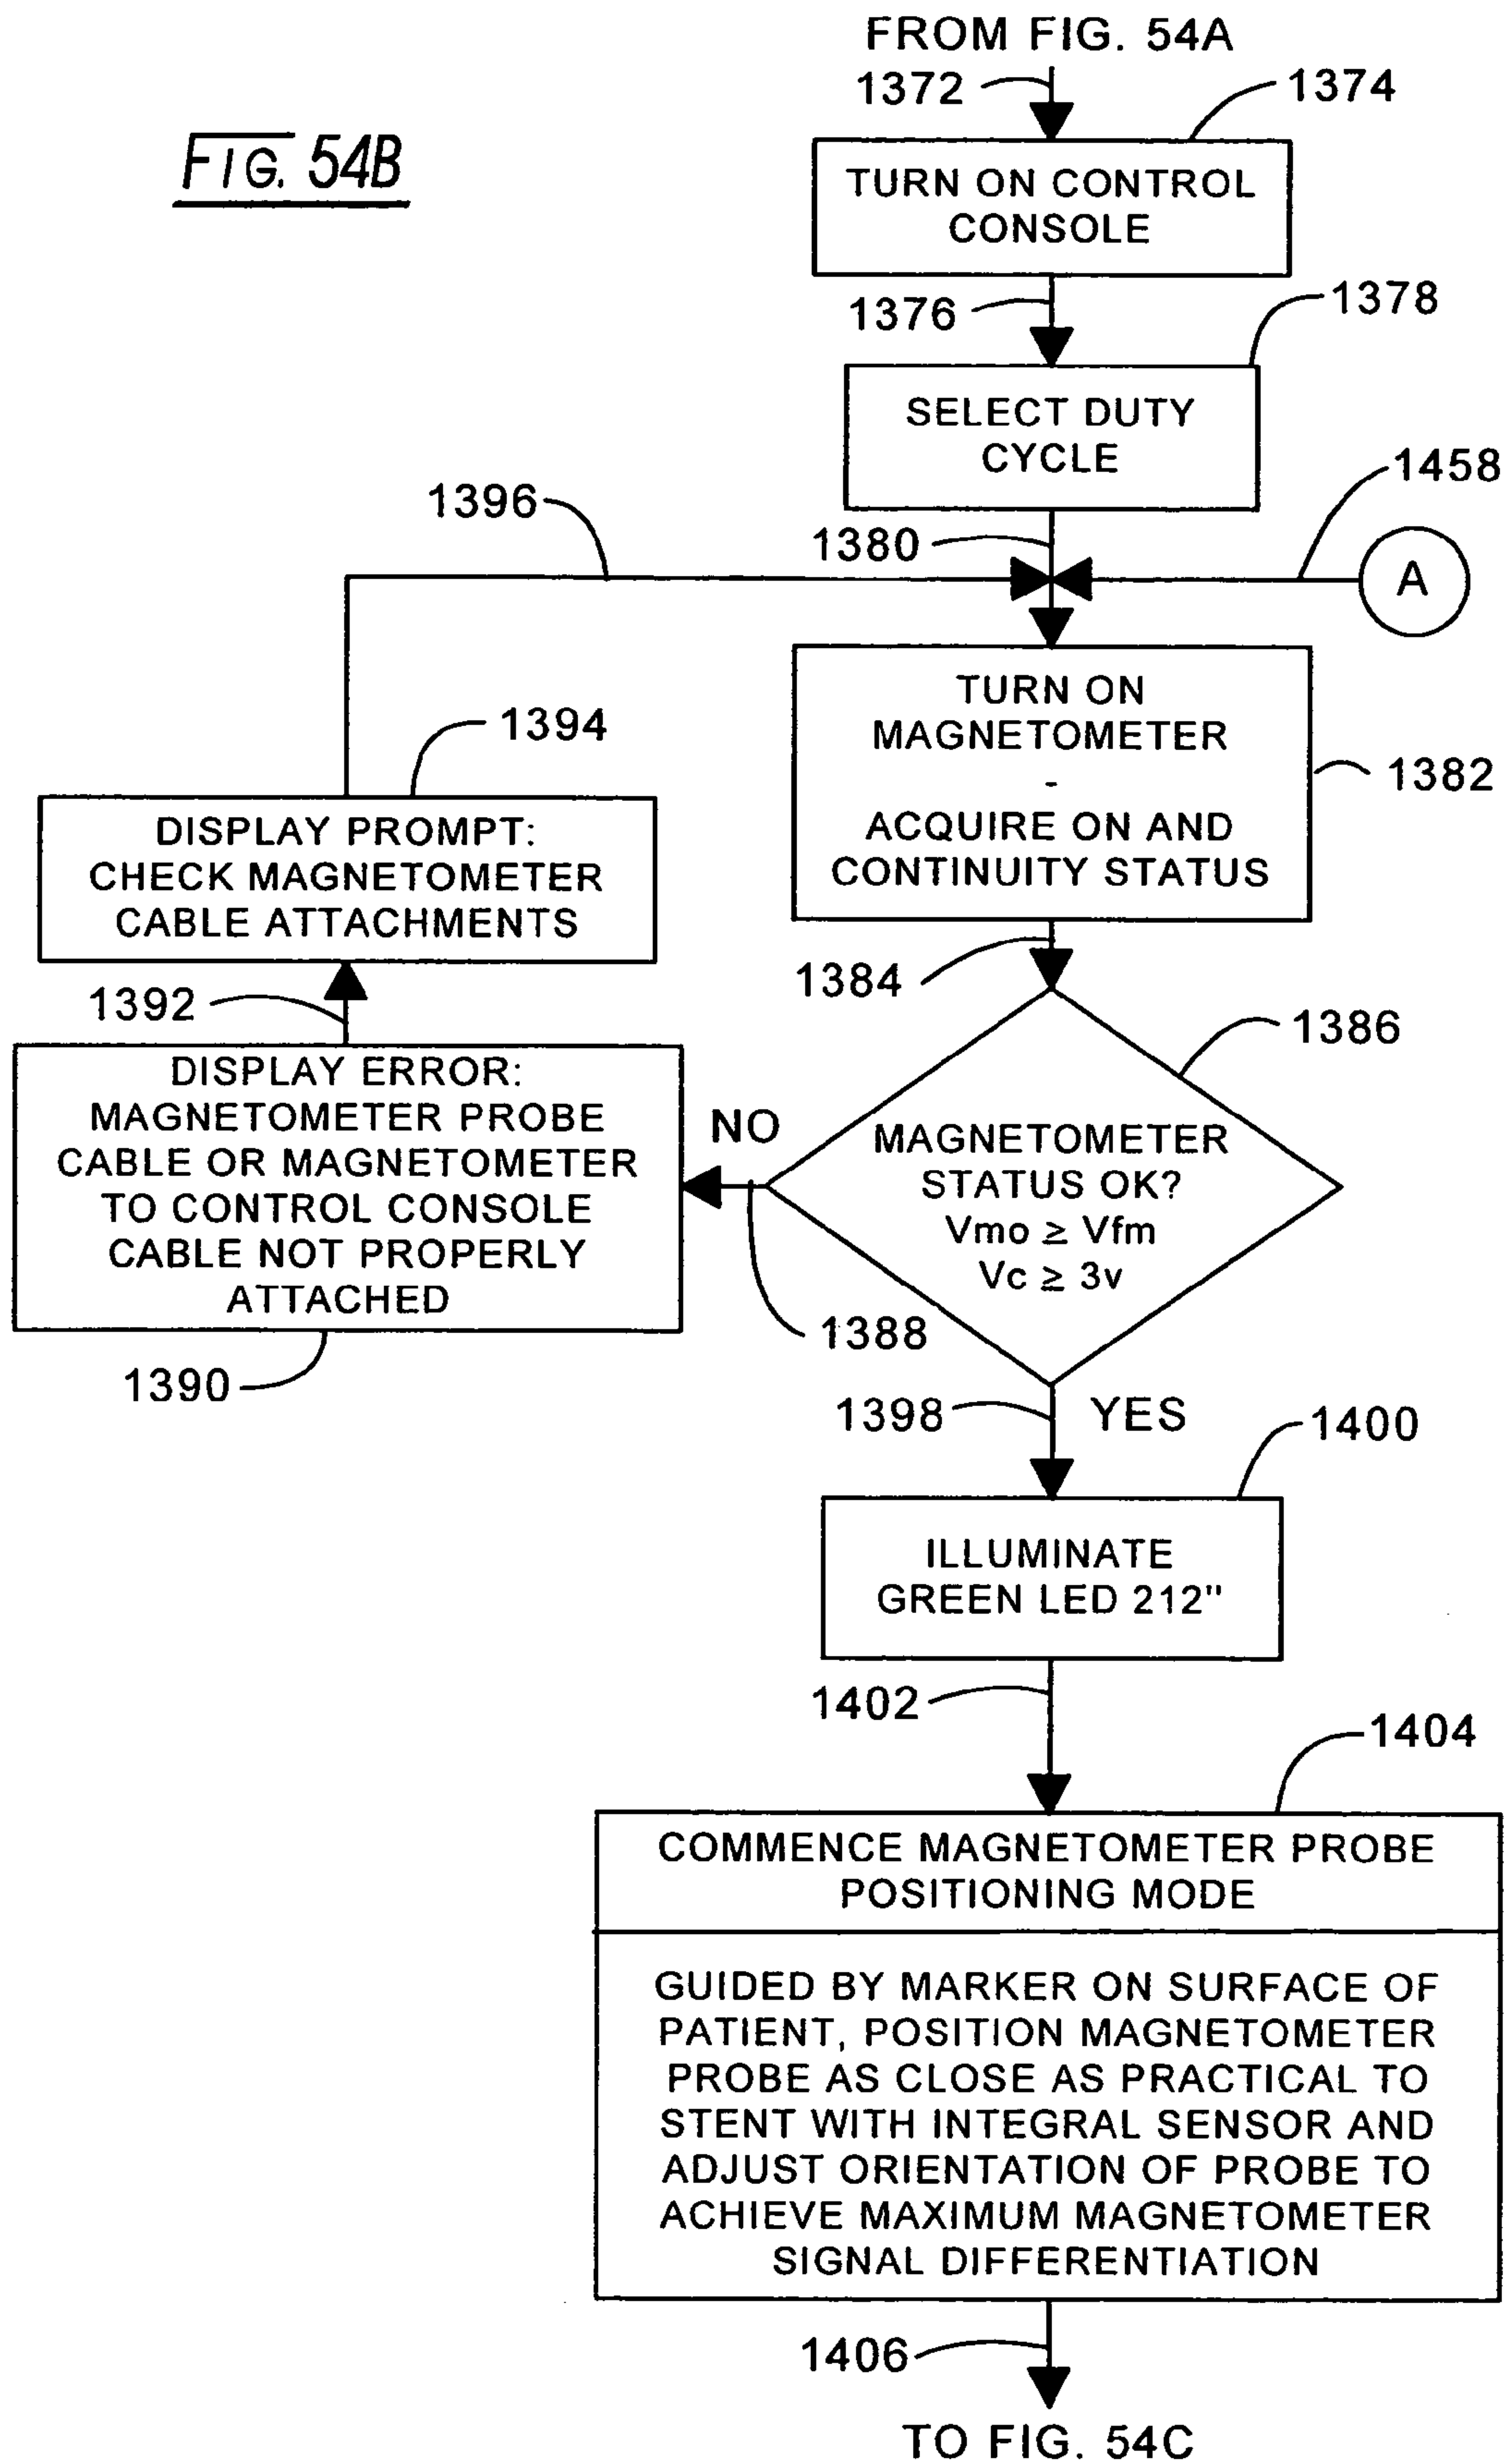 FROM FIG. 54A
1372
1374
FIG. 54B
TURN ON CONTROL
CONSOLE
1376
1378
SELECT DUTY
CYCLE
1396
1458
1380
A
TURN ON
MAGNETOMETER
-
ACQUIRE ON AND
CONTINUITY STATUS
1382
1394
DISPLAY PROMPT:
CHECK MAGNETOMETER
CABLE ATTACHMENTS
1384
1392
1386
DISPLAY ERROR:
MAGNETOMETER PROBE
CABLE OR MAGNETOMETER
TO CONTROL CONSOLE
CABLE NOT PROPERLY
ATTACHED
NO
MAGNETOMETER
STATUS OK?
Vmo ≥ Vfm
Vc ≥ 3v
1388
1390
1398
YES
1400
ILLUMINATE
GREEN LED 212"
1402
1404
COMMENCE MAGNETOMETER PROBE
POSITIONING MODE
GUIDED BY MARKER ON SURFACE OF
PATIENT, POSITION MAGNETOMETER
PROBE AS CLOSE AS PRACTICAL TO
STENT WITH INTEGRAL SENSOR AND
ADJUST ORIENTATION OF PROBE TO
ACHIEVE MAXIMUM MAGNETOMETER
SIGNAL DIFFERENTIATION
1406
TO FIG. 54C